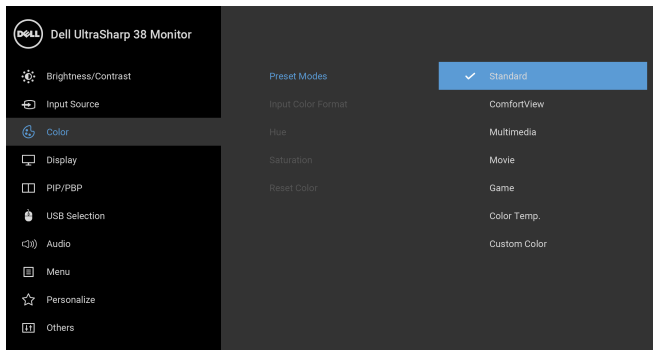 DELL Dell UltraSharp 38 Monitor
Brightness/Contrast
Input Source
Color
Display
PIP/PBP
USB Selection
Audio
Menu
Personalize
Others
Preset Modes
Input Color Format
Hue
Saturation
Reset Color
Standard
ComfortView
Multimedia
Movie
Game
Color Temp.
Custom Color